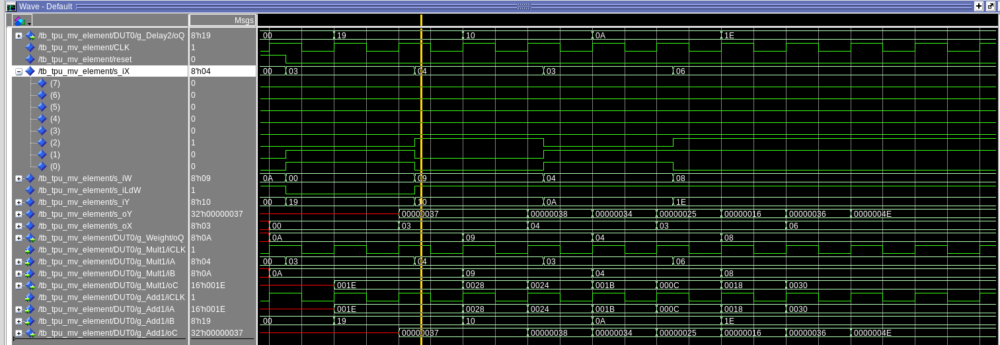 Wave - Default
Msgs
/tb_tpu_mv_element/DUT0/g_Delay2/oQ 8'h19 00 19 10 0A 1E
/tb_tpu_mv_element/CLK 1
/tb_tpu_mv_element/reset 0
/tb_tpu_mv_element/s_iX 8'h04 00 03 04 03 06
(7) 0
(6) 0
(5) 0
(4) 0
(3) 0
(2) 1
(1) 0
(0) 0
/tb_tpu_mv_element/s_iW 8'h09 0A 00 09 04 08
/tb_tpu_mv_element/s_iLdW 1
/tb_tpu_mv_element/s_iY 8'h10 00 19 10 0A 1E
/tb_tpu_mv_element/s_oY 32'h00000037 00000037 00000038 00000034 00000025 00000016 00000036 0000004E
/tb_tpu_mv_element/s_oX 8'h03 00 03 04 03 06
/tb_tpu_mv_element/DUT0/g_Weight/oQ 8'h0A 0A 09 04 08
/tb_tpu_mv_element/DUT0/g_Mult1/iCLK 1
/tb_tpu_mv_element/DUT0/g_Mult1/iA 8'h04 00 03 04 03 06
/tb_tpu_mv_element/DUT0/g_Mult1/iB 8'h0A 0A 09 04 08
/tb_tpu_mv_element/DUT0/g_Mult1/oC 16'h001E 001E 0028 0024 001B 000C 0018 0030
/tb_tpu_mv_element/DUT0/g_Add1/iCLK 1
/tb_tpu_mv_element/DUT0/g_Add1/iA 16'h001E 001E 0028 0024 001B 000C 0018 0030
/tb_tpu_mv_element/DUT0/g_Add1/iB 8'h19 00 19 10 0A 1E
/tb_tpu_mv_element/DUT0/g_Add1/oC 32'h00000037 00000037 00000038 00000034 00000025 00000016 00000036 0000004E